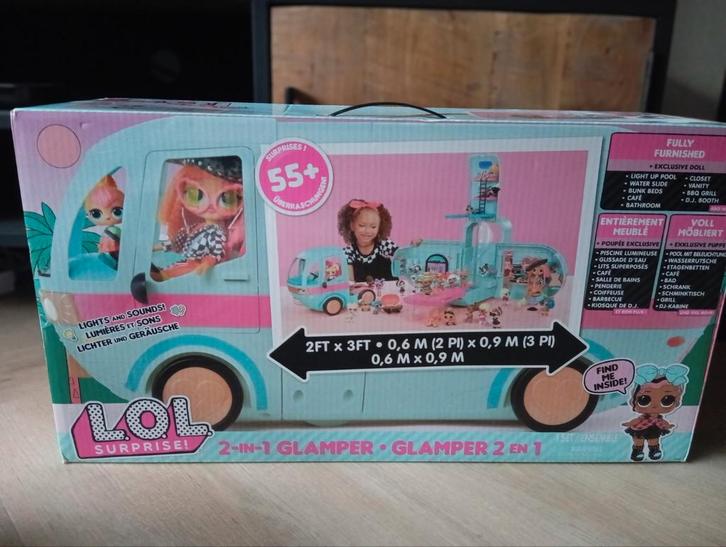 SURPRISES!
55+
ÜBERRASCHUNGEN!
FULLY
FURNISHED
• EXCLUSIVE DOLL
• LIGHT UP POOL
• WATER SLIDE
• BUNK BEDS
• CAFÉ
• BATHROOM
• CLOSET
• VANITY
• BBQ GRILL
• D.J. BOOTH
ENTIÈREMENT
MEUBLÉ
• POUPÉE EXCLUSIVE
• PISCINE LUMINEUSE
• GLISSADE D'EAU
• LITS SUPERPOSÉS
• CAFÉ
• SALLE DE BAINS
• PENDERIE
• COIFFEUSE
• BARBECUE
• KIOSQUE DE D.J.
VOLL
MÖBLIERT
• EXKLUSIVE PUPPE
• POOL MIT BELEUCHTUNG
• WASSERRUTSCHE
• ETAGENBETTEN
• CAFÉ
• BAD
• SCHRANK
• SCHMINKTISCH
• GRILL
• DJ-KABINE
LIGHTS AND SOUNDS!
LUMIÈRES ET SONS
LICHTER UND GERÄUSCHE
2FT x 3FT • 0,6 M (2 PI) x 0,9 M (3 PI)
0,6 M x 0,9 M
FIND
ME
INSIDE!
L.O.L.
SURPRISE!
2-IN-1 GLAMPER • GLAMPER 2 EN 1
1 SET / ENSEMBLE